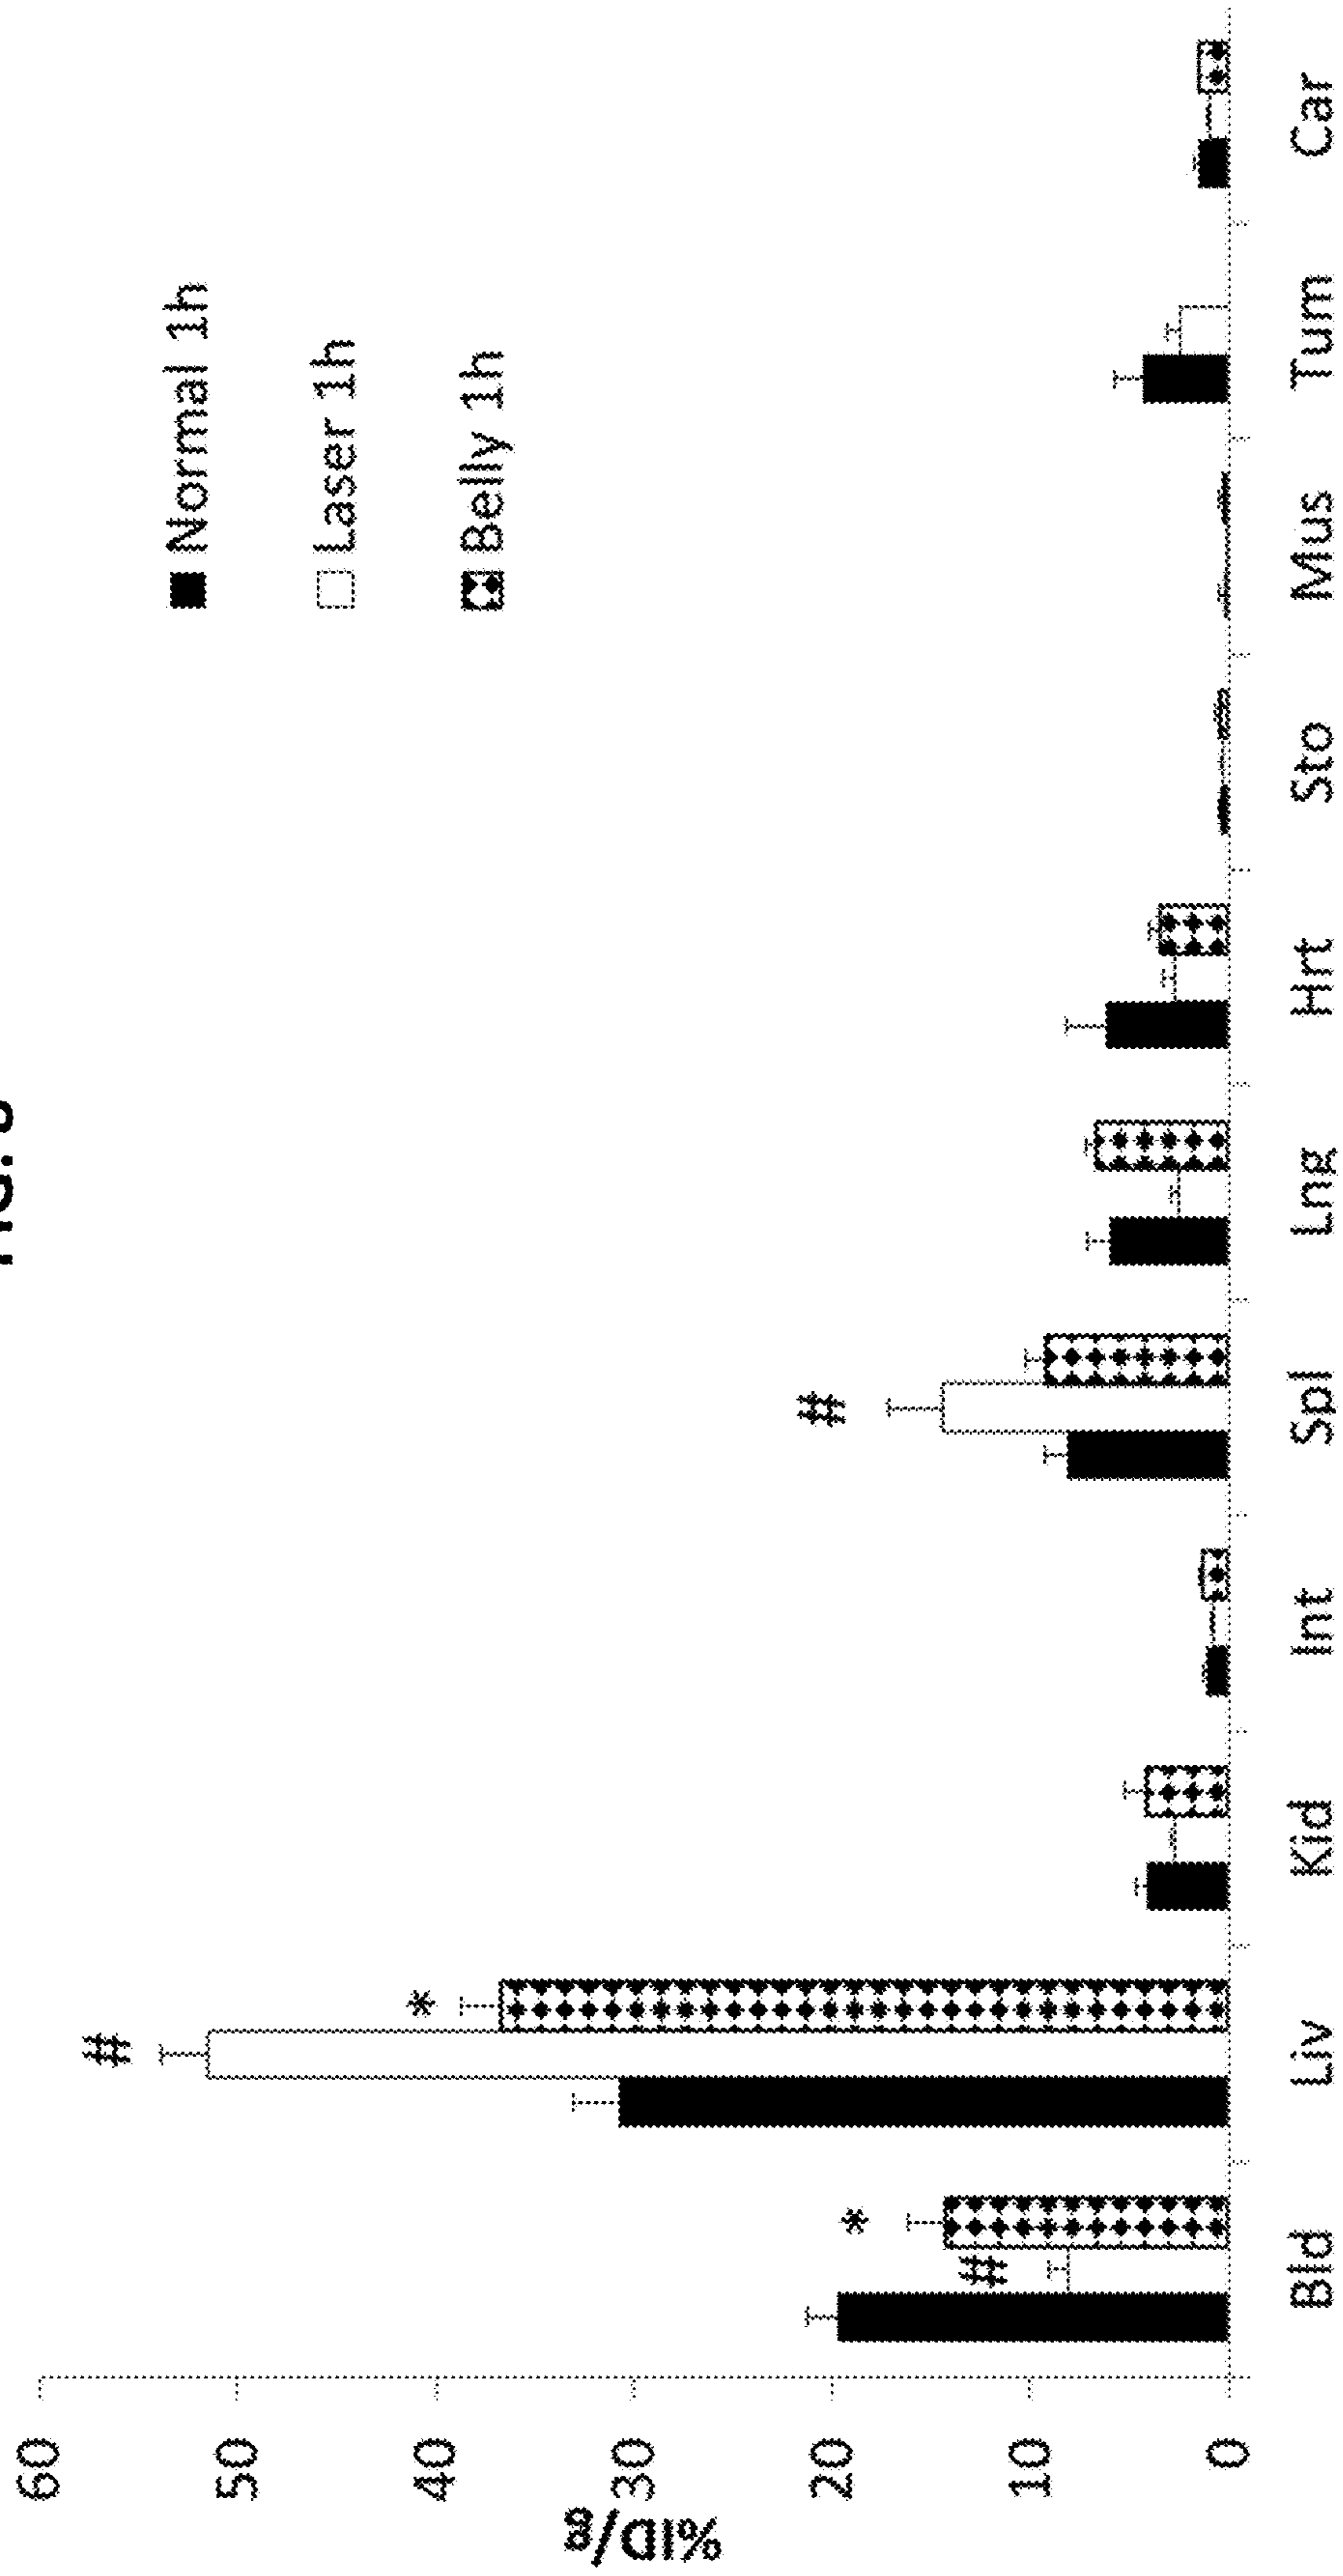 %ID/g
60
50
40
30
20
10
0
Normal 1h
Laser 1h
Belly 1h
#
*
#
*
#
Bld Liv Kid Int Spl Lng Hrt Sto Mus Tum Car